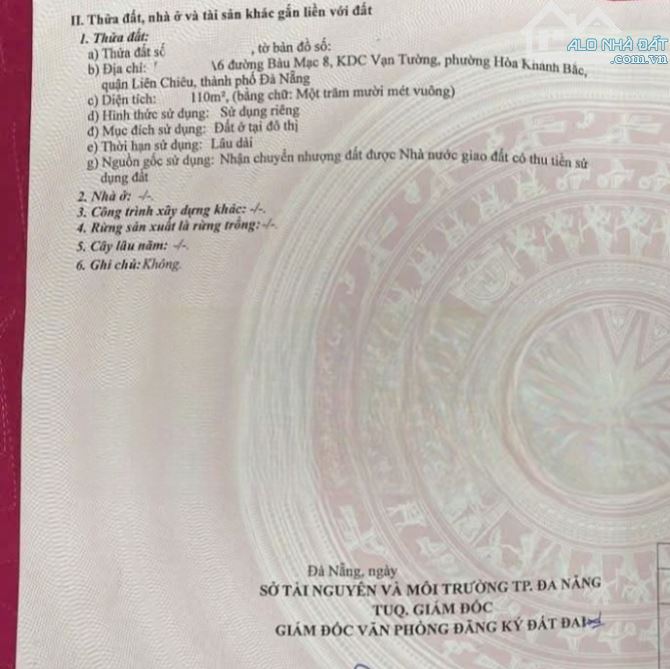 ALO NHÀ ĐẤT
.com.vn
II. Thửa đất, nhà ở và tài sản khác gắn liền với đất
1. Thửa đất:
a) Thửa đất số , tờ bản đồ số:
b) Địa chỉ: A6 đường Bàu Mạc 8, KDC Vạn Tường, phường Hòa Khánh Bắc,
quận Liên Chiểu, thành phố Đà Nẵng
c) Diện tích: 110m², (bằng chữ: Một trăm mười mét vuông)
d) Hình thức sử dụng: Sử dụng riêng
đ) Mục đích sử dụng: Đất ở tại đô thị
e) Thời hạn sử dụng: Lâu dài
g) Nguồn gốc sử dụng: Nhận chuyển nhượng đất được Nhà nước giao đất có thu tiền sử
dụng đất
2. Nhà ở: -/-.
3. Công trình xây dựng khác: -/-.
4. Rừng sản xuất là rừng trồng: -/-.
5. Cây lâu năm: -/-.
6. Ghi chú: Không.
Đà Nẵng, ngày
SỞ TÀI NGUYÊN VÀ MÔI TRƯỜNG TP. ĐÀ NẴNG
TUQ. GIÁM ĐỐC
GIÁM ĐỐC VĂN PHÒNG ĐĂNG KÝ ĐẤT ĐAI